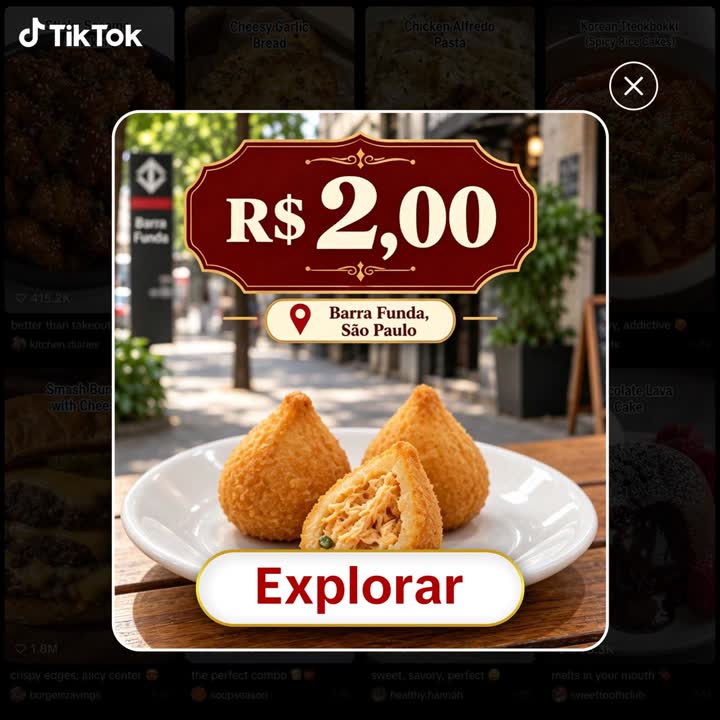 TikTok
Cheesy Garlic
Bread
Chicken Alfredo
Pasta
Korean Tteokbokki
(Spicy Rice Cakes)
R$ 2,00
Barra
Funda
Barra Funda,
São Paulo
415.2K
better than takeout
kitchen.diaries
addictive
Smash Bur
with Chee
Cake
Explorar
1.8M
crispy edges, juicy center
the perfect combo
sweet, savory, perfect
melts in your mouth
burgercravings
soupseason
healthy.hannah
sweettoothclub